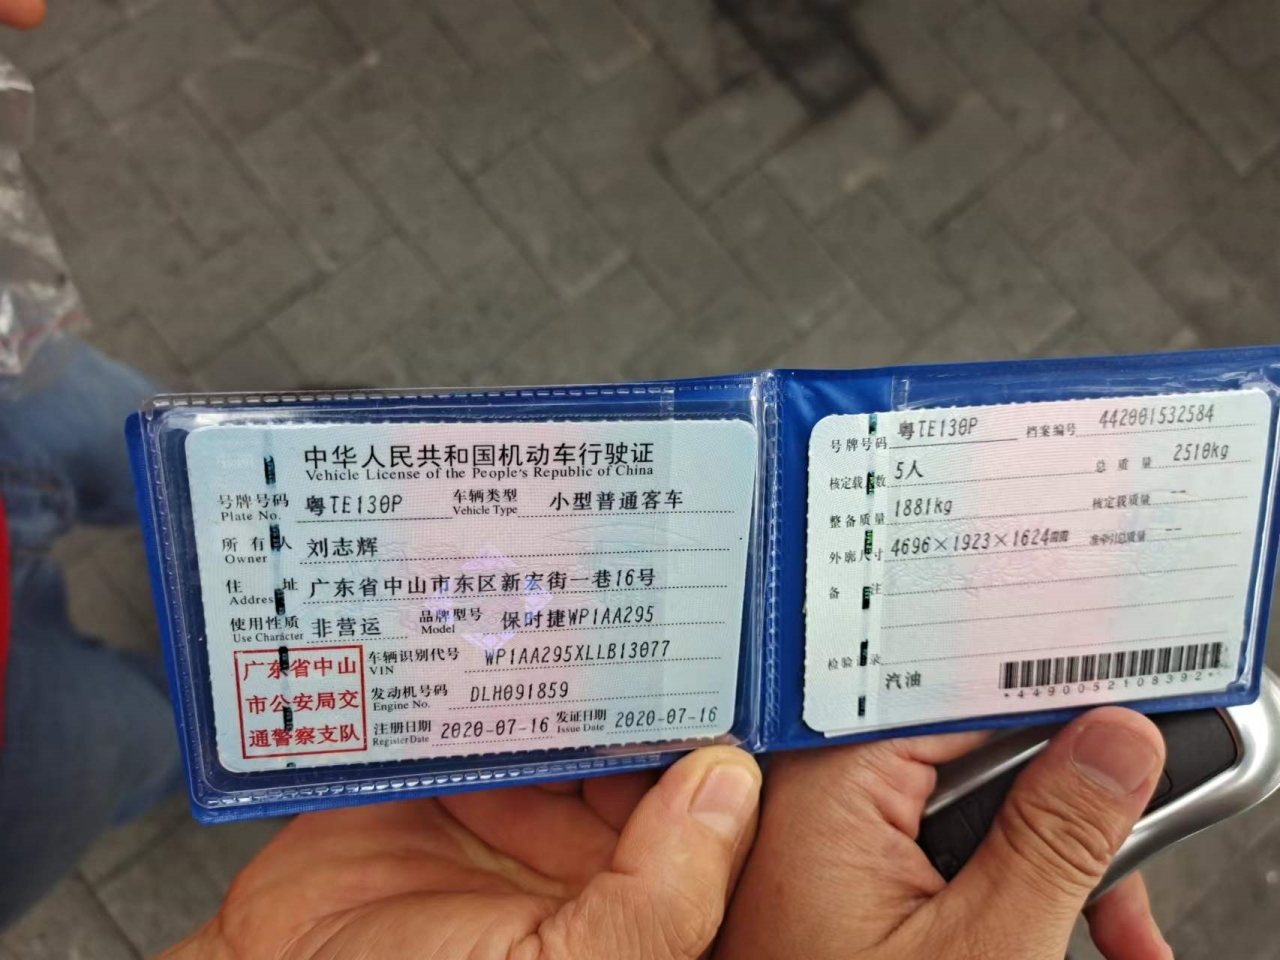 中华人民共和国机动车行驶证
Vehicle License of the People's Republic of China
号牌号码 粤TE130P 车辆类型 小型普通客车
Plate No. Vehicle Type
所有人 刘志辉
Owner
住址 广东省中山市东区新宏街一巷16号
Address
使用性质 非营运 品牌型号 保时捷WP1AA295
Use Character Model
广东省中山市公安局交通警察支队
车辆识别代号 WP1AA295XLLB13077
VIN
发动机号码 DLH091859
Engine No.
注册日期 2020-07-16 发证日期 2020-07-16
Register Date Issue Date
号牌号码 粤TE130P 档案编号 442001532584
核定载人数 5人 总质量 2510kg
整备质量 1881kg 核定载质量 --
外廓尺寸 4696×1923×1624mm 准牵引总质量 --
备注
检验记录
汽油
*4490052108392*